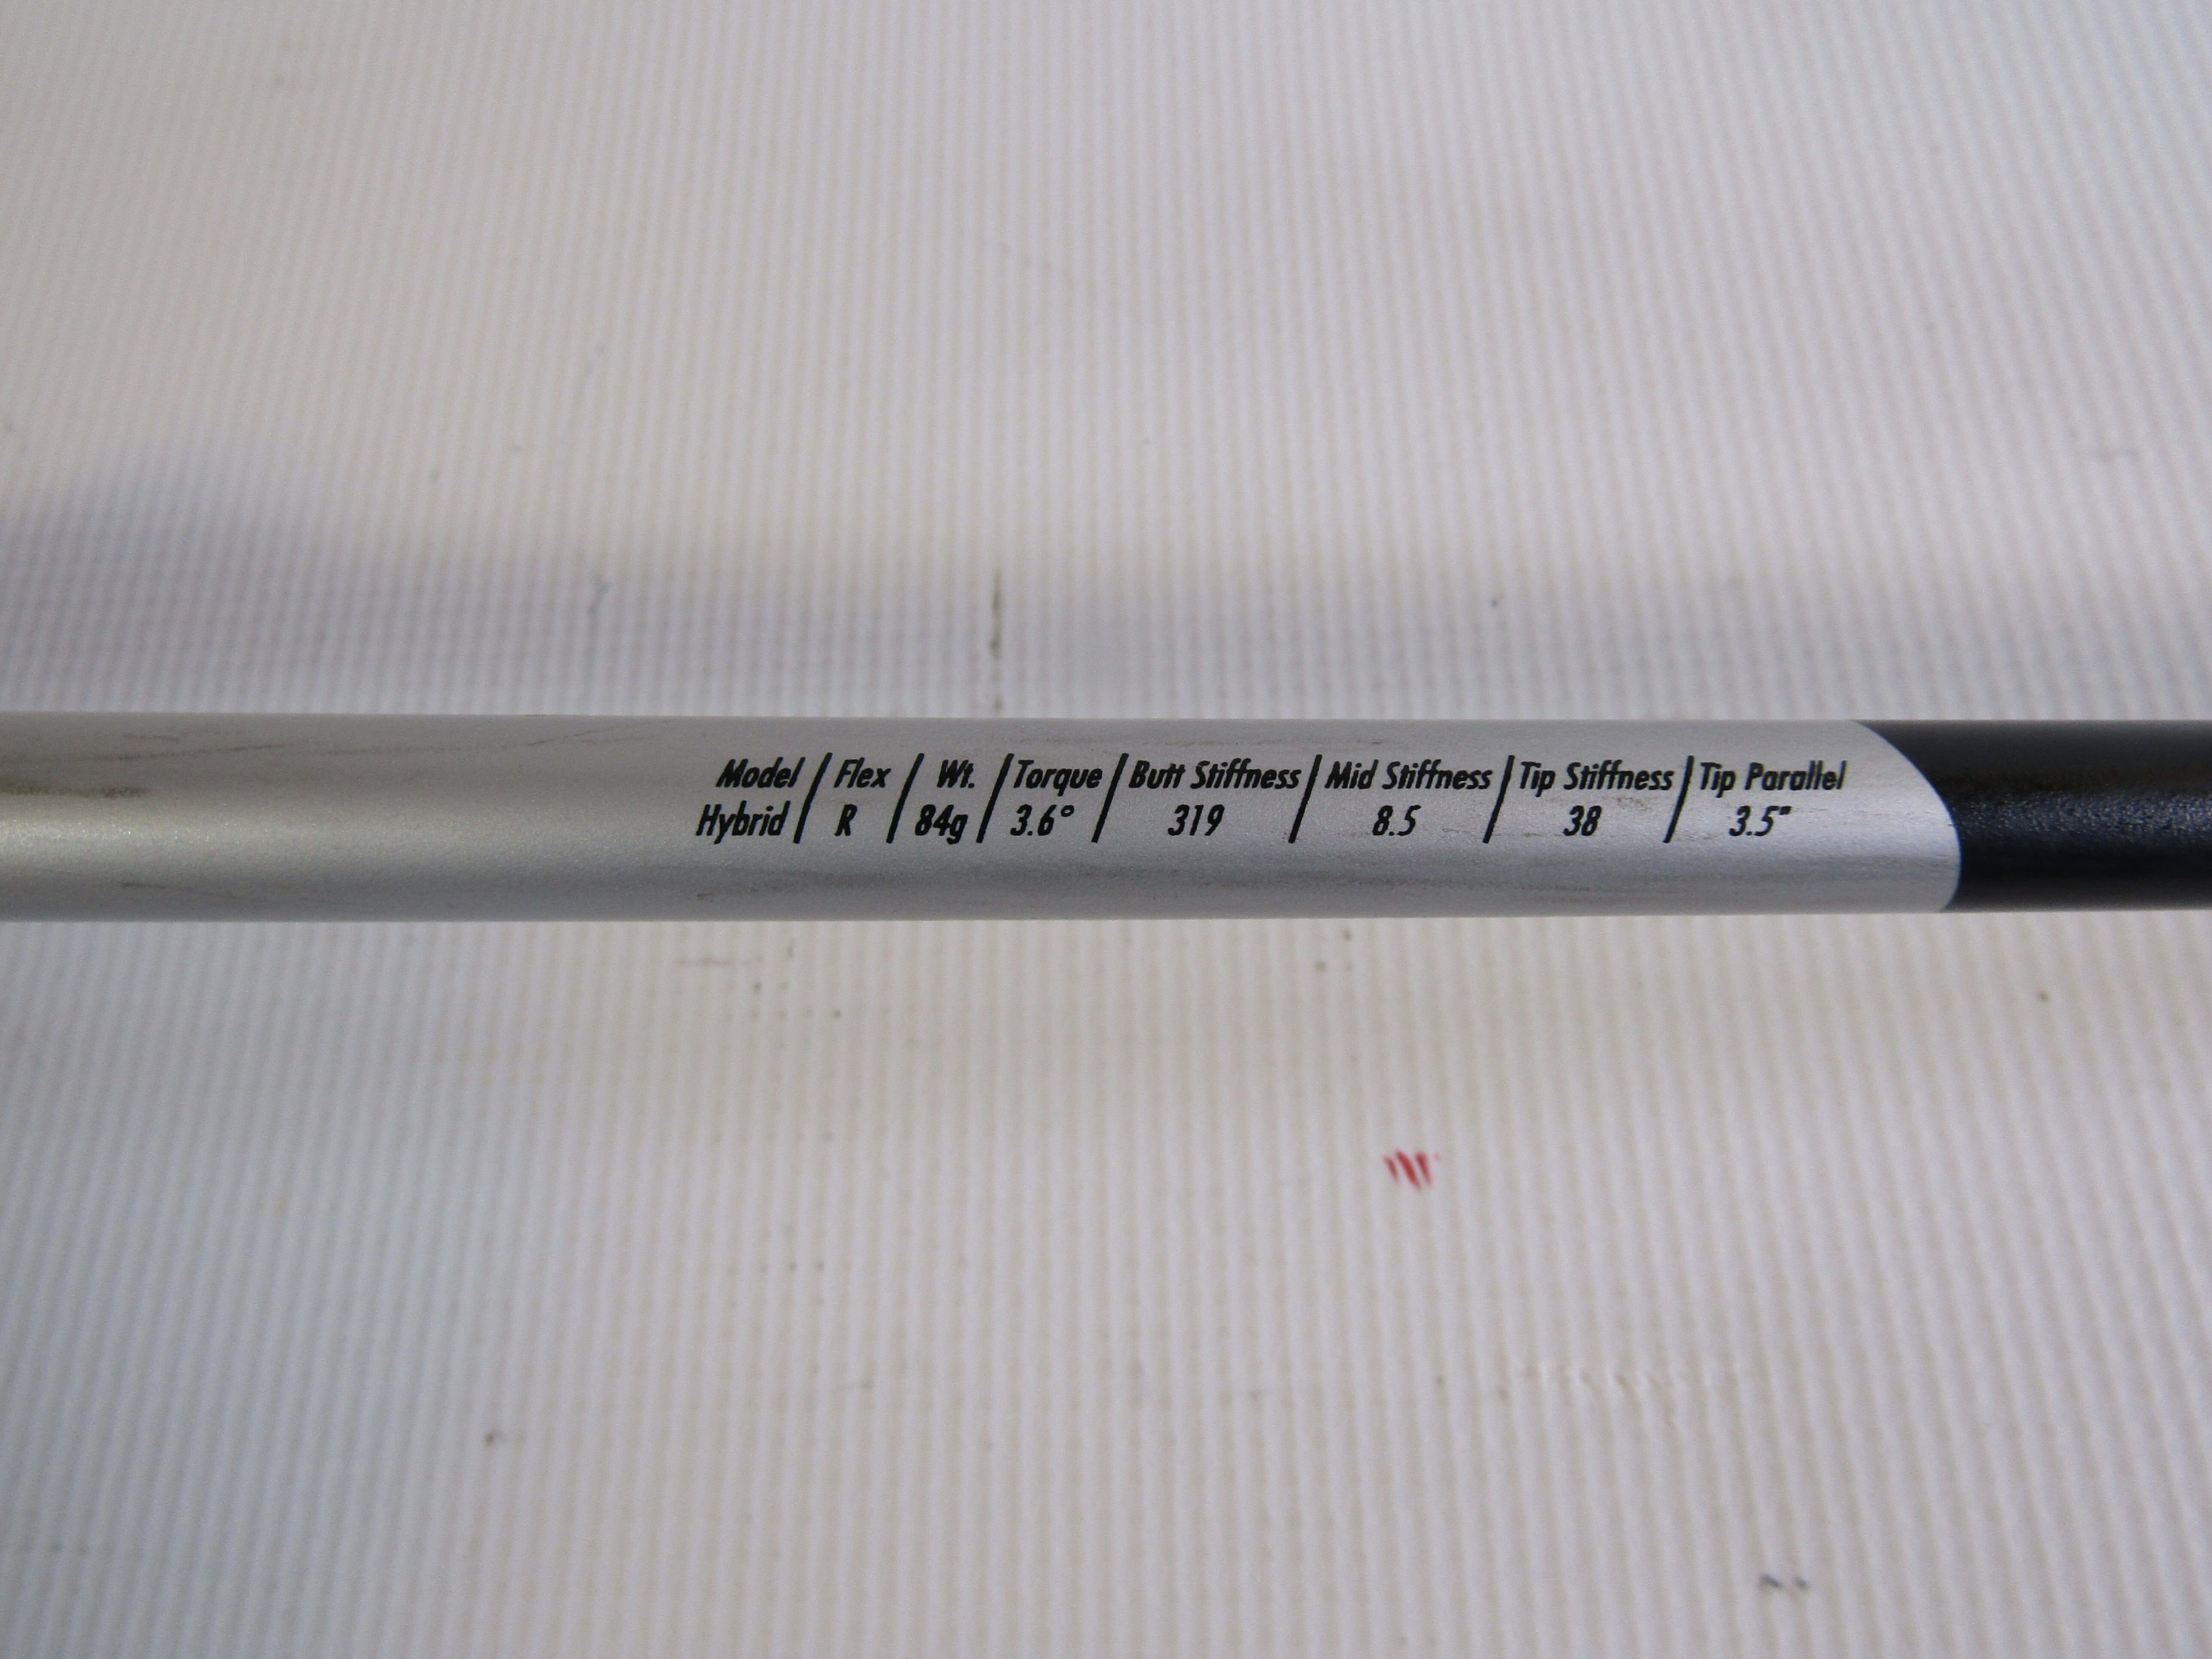 Model / Flex / Wt. / Torque / Butt Stiffness / Mid Stiffness / Tip Stiffness / Tip Parallel
Hybrid / R / 84g / 3.6° / 319 / 8.5 / 38 / 3.5"